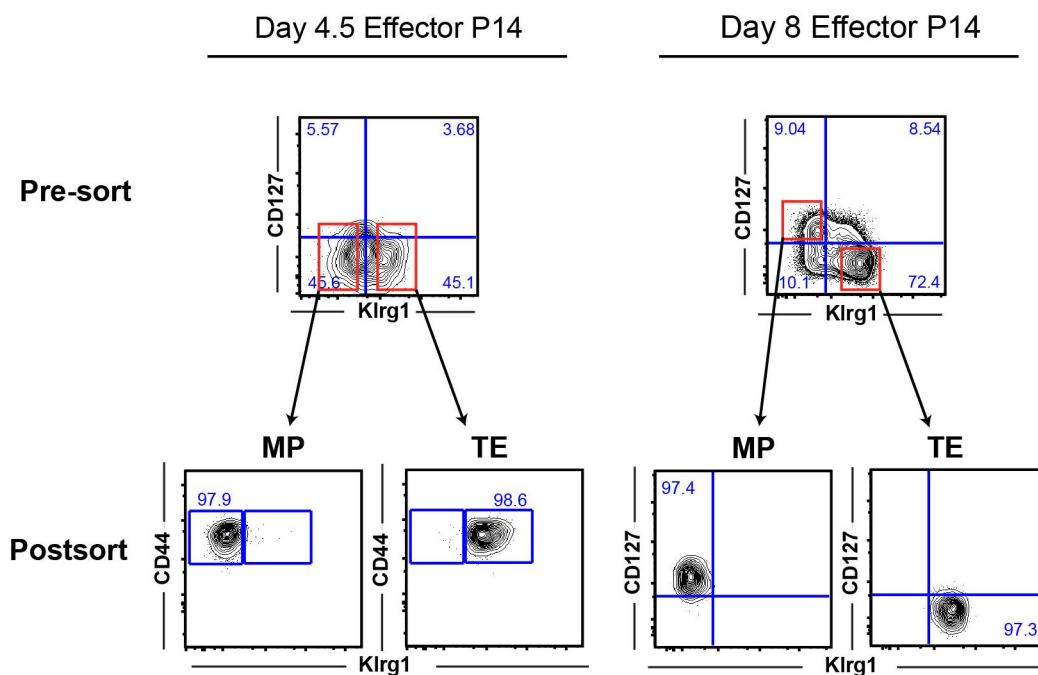 Day 4.5 Effector P14
Day 8 Effector P14
Pre-sort
CD127
5.57
3.68
45.6
45.1
Klrg1
CD127
9.04
8.54
10.1
72.4
Klrg1
MP
TE
MP
TE
Postsort
CD44
97.9
CD44
98.6
Klrg1
CD127
97.4
CD127
97.3
Klrg1